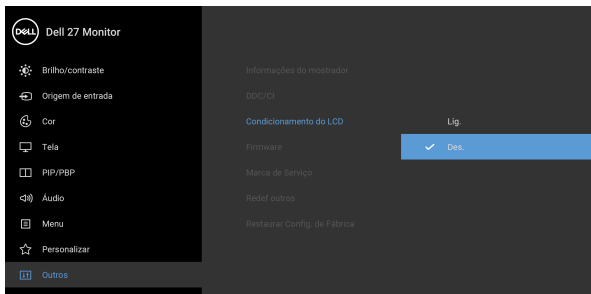 DELL Dell 27 Monitor
Brilho/contraste
Informações do mostrador
Origem de entrada
DDC/CI
Cor
Condicionamento do LCD
Lig.
Tela
Firmware
Des.
PIP/PBP
Marca de Serviço
Áudio
Redef outros
Menu
Restaurar Config. de Fábrica
Personalizar
Outros